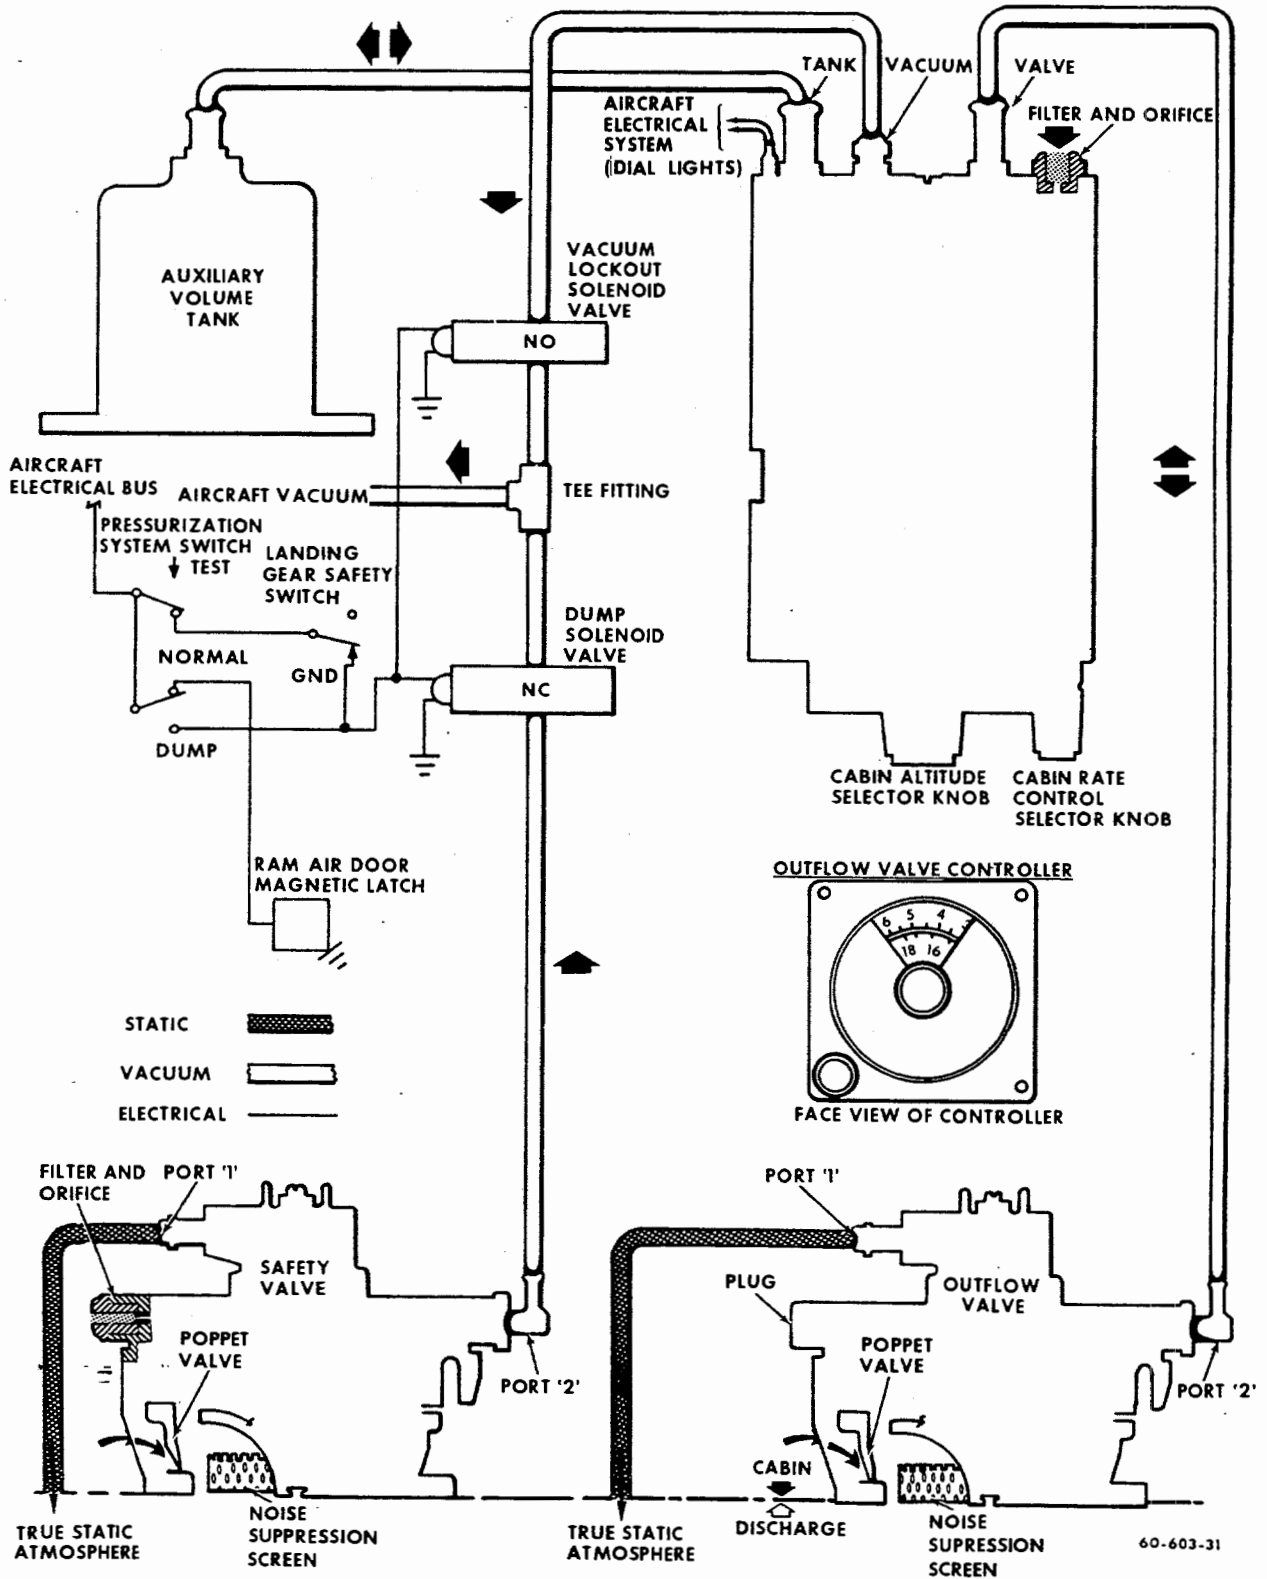 TANK
VACUUM
VALVE
AIRCRAFT
ELECTRICAL
SYSTEM
(DIAL LIGHTS)
FILTER AND ORIFICE
AUXILIARY
VOLUME
TANK
VACUUM
LOCKOUT
SOLENOID
VALVE
NO
AIRCRAFT
ELECTRICAL BUS
AIRCRAFT VACUUM
TEE FITTING
PRESSURIZATION
SYSTEM SWITCH
TEST
LANDING
GEAR SAFETY
SWITCH
NORMAL
GND
DUMP
DUMP
SOLENOID
VALVE
NC
CABIN ALTITUDE
SELECTOR KNOB
CABIN RATE
CONTROL
SELECTOR KNOB
RAM AIR DOOR
MAGNETIC LATCH
OUTFLOW VALVE CONTROLLER
6 5 4
18 16
FACE VIEW OF CONTROLLER
STATIC
VACUUM
ELECTRICAL
FILTER AND
ORIFICE
PORT '1'
SAFETY
VALVE
POPPET
VALVE
PORT '2'
NOISE
SUPPRESSION
SCREEN
TRUE STATIC
ATMOSPHERE
PORT '1'
PLUG
OUTFLOW
VALVE
POPPET
VALVE
PORT '2'
CABIN
DISCHARGE
TRUE STATIC
ATMOSPHERE
NOISE
SUPRESSION
SCREEN
60-603-31